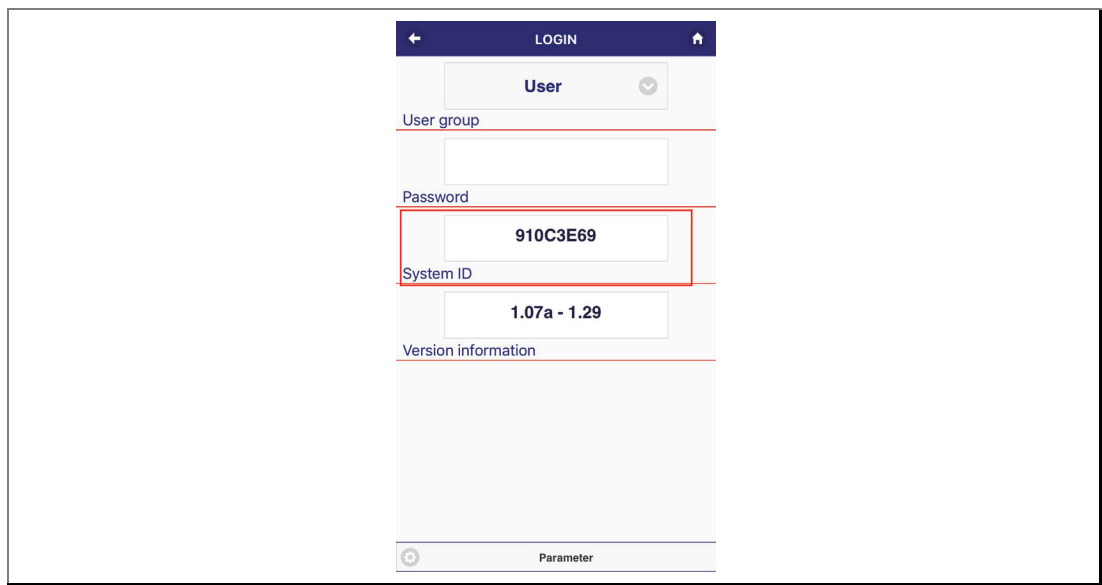 LOGIN
User
User group
Password
910C3E69
System ID
1.07a - 1.29
Version information
Parameter